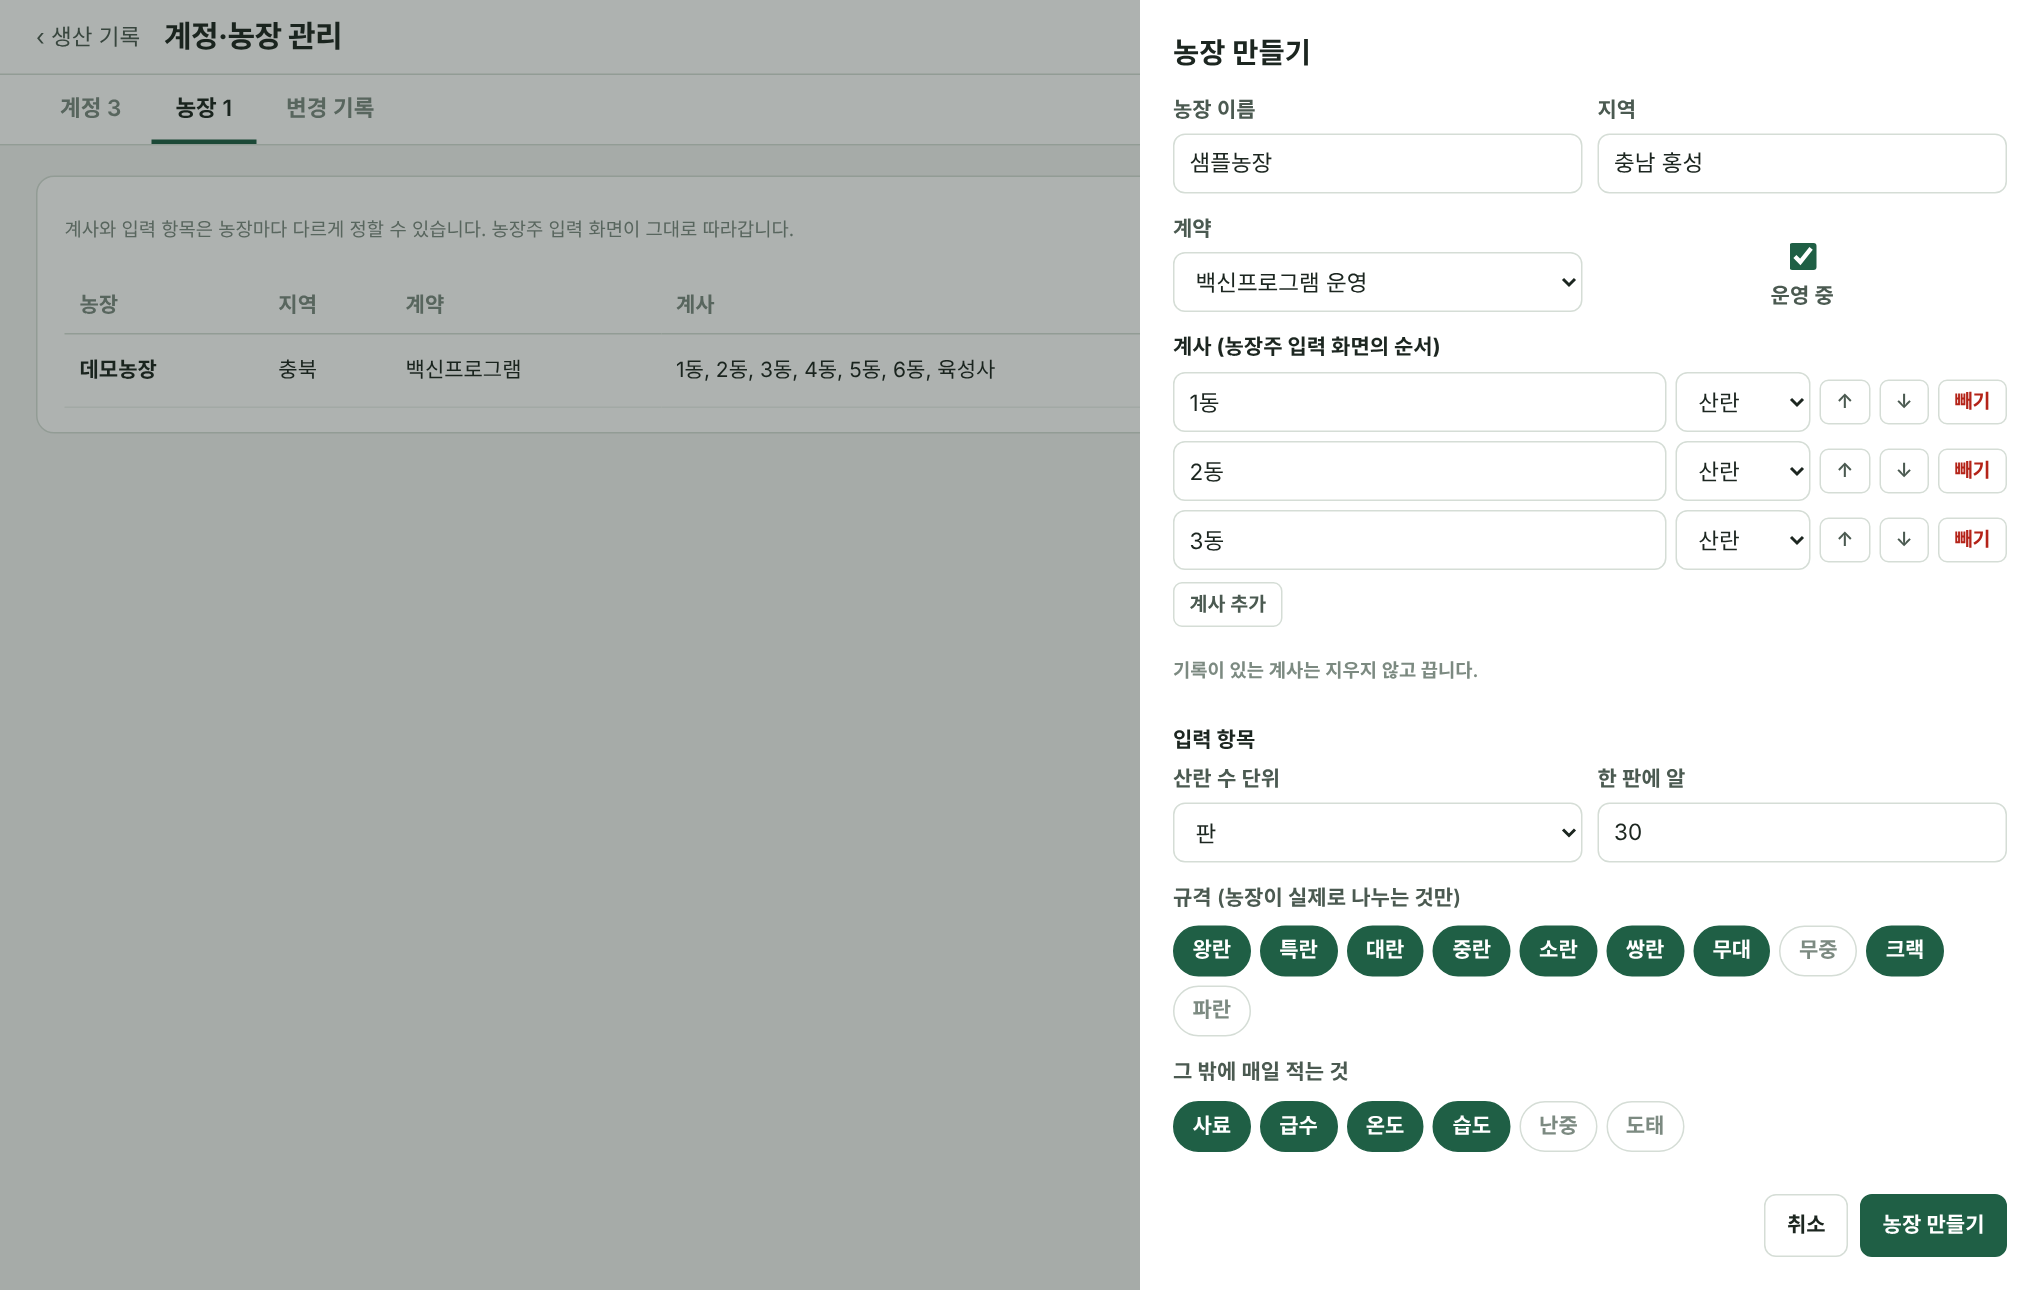 ‹ 생산 기록 계정·농장 관리
계정 3 농장 1 변경 기록
계사와 입력 항목은 농장마다 다르게 정할 수 있습니다. 농장주 입력 화면이 그대로 따라갑니다.
농장 지역 계약 계사
데모농장 충북 백신프로그램 1동, 2동, 3동, 4동, 5동, 6동, 육성사
농장 만들기
농장 이름 지역
샘플농장 충남 홍성
계약
백신프로그램 운영
운영 중
계사 (농장주 입력 화면의 순서)
1동 산란 ↑ ↓ 빼기
2동 산란 ↑ ↓ 빼기
3동 산란 ↑ ↓ 빼기
계사 추가
기록이 있는 계사는 지우지 않고 끕니다.
입력 항목
산란 수 단위 한 판에 알
판 30
규격 (농장이 실제로 나누는 것만)
왕란 특란 대란 중란 소란 쌍란 무대 무중 크랙
파란
그 밖에 매일 적는 것
사료 급수 온도 습도 난중 도태
취소 농장 만들기